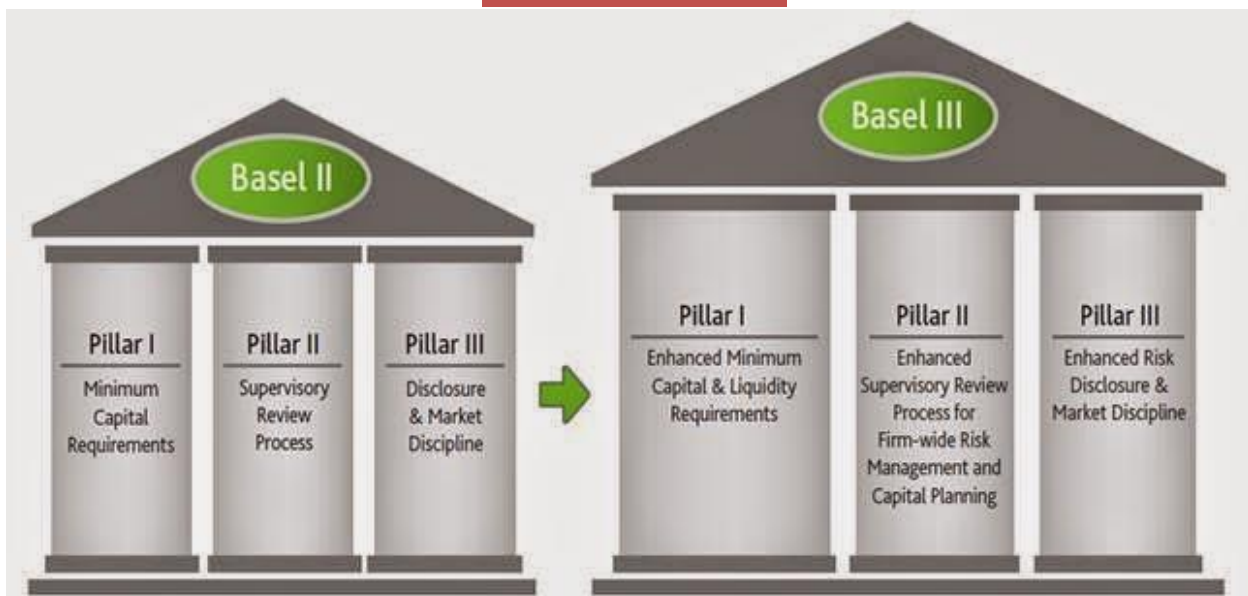 Basel II
Pillar I
Minimum
Capital
Requirements
Pillar II
Supervisory
Review
Process
Pillar III
Disclosure
& Market
Discipline
Basel III
Pillar I
Enhanced Minimum
Capital & Liquidity
Requirements
Pillar II
Enhanced
Supervisory Review
Process for
Firm-wide Risk
Management and
Capital Planning
Pillar III
Enhanced Risk
Disclosure &
Market Discipline